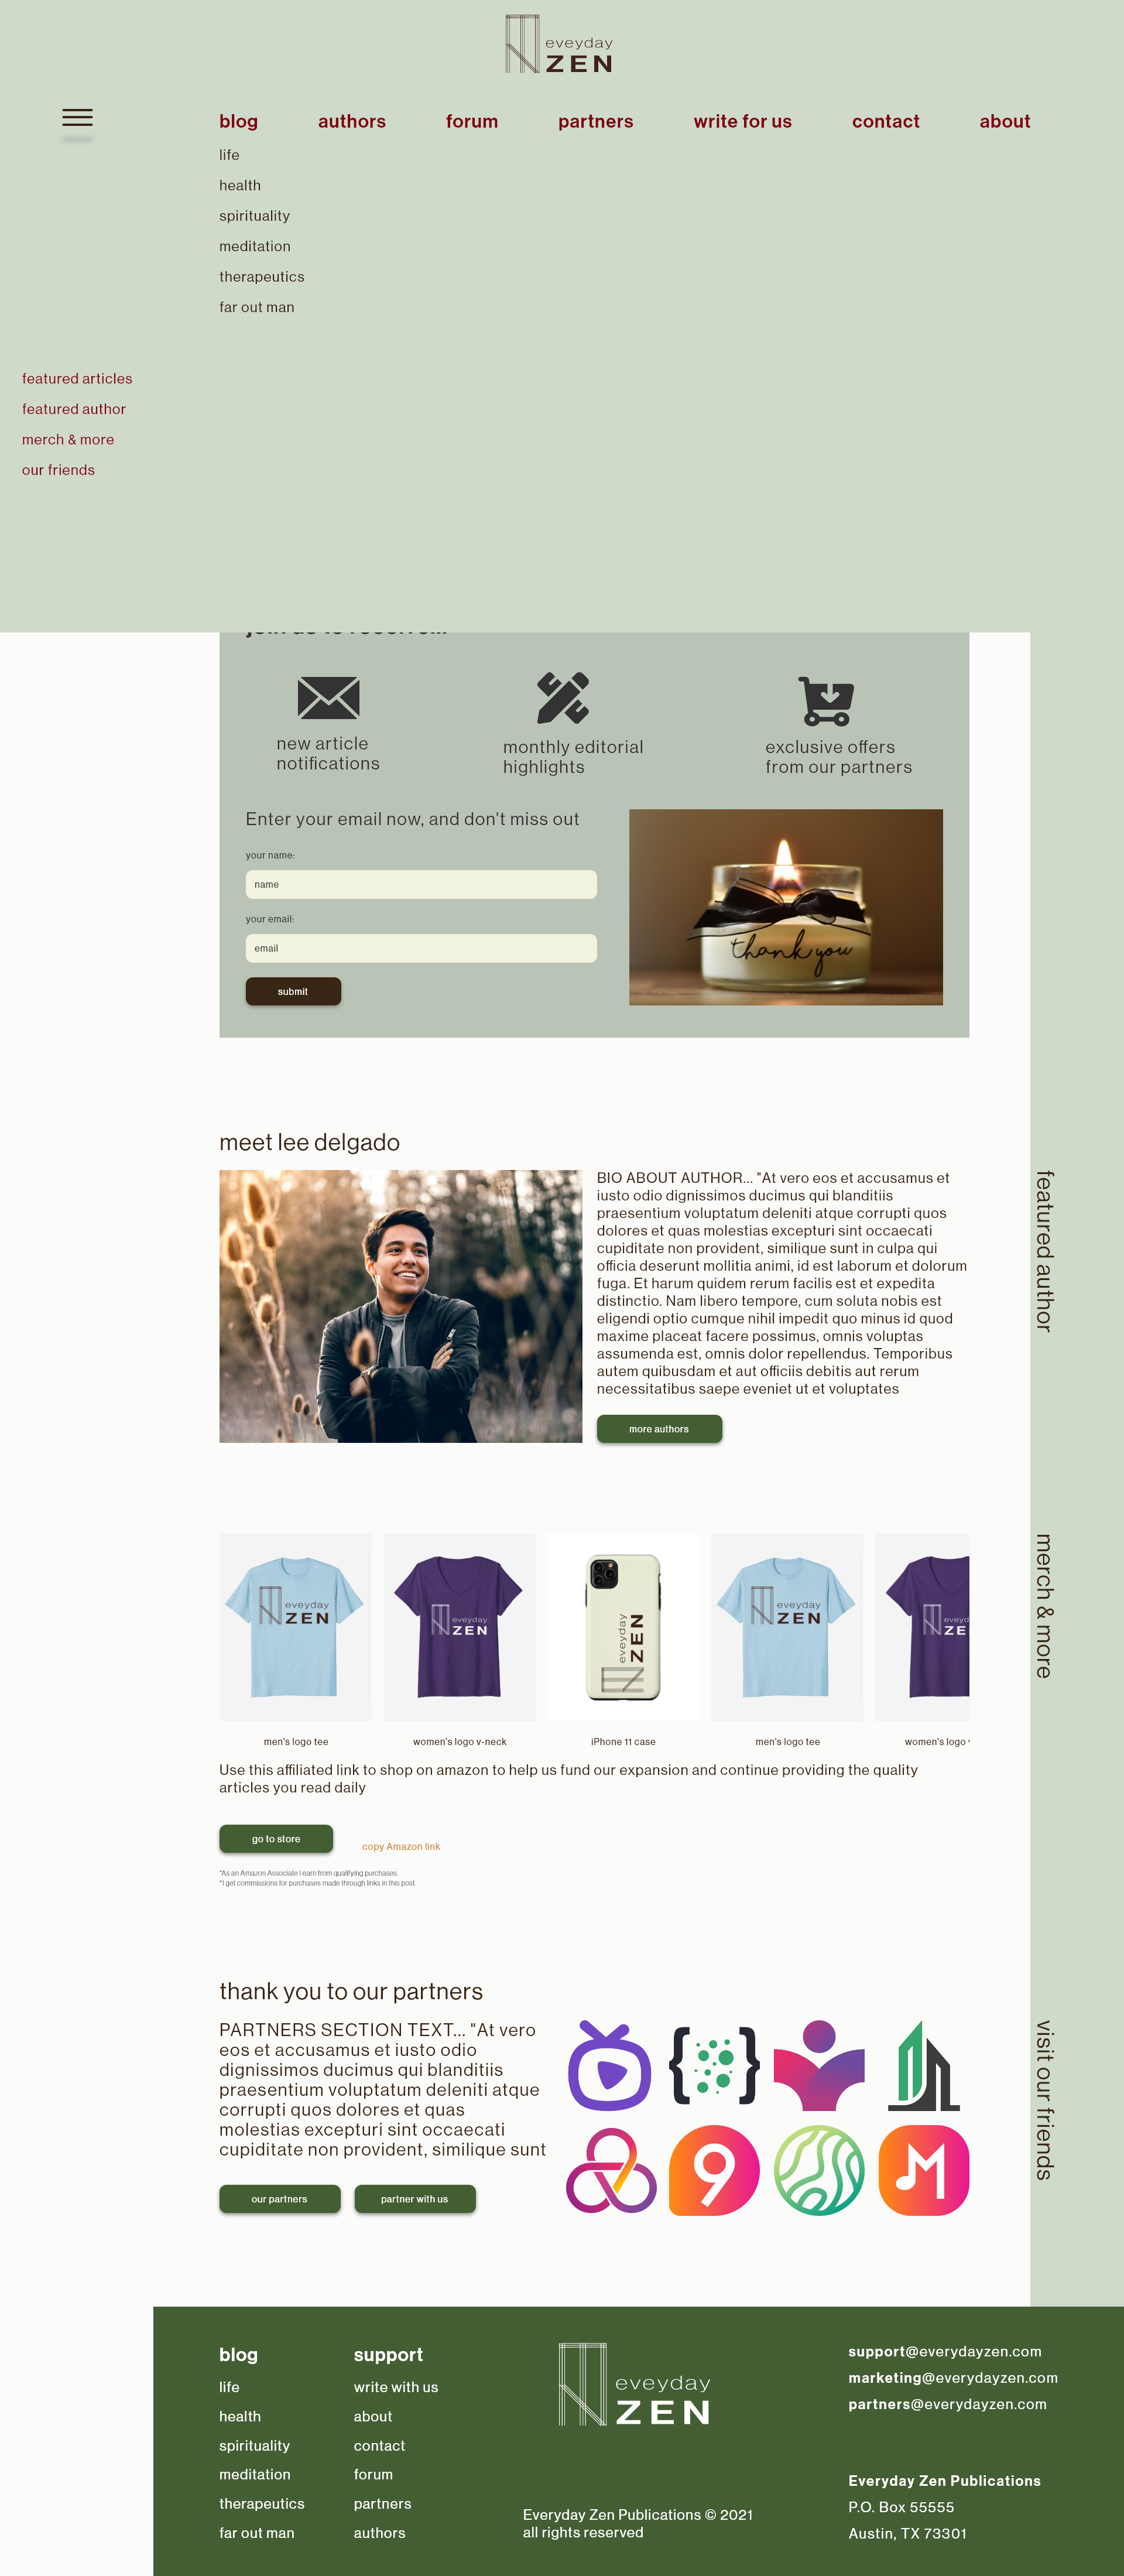 eveyday
ZEN
blog
authors
forum
partners
write for us
contact
about
life
health
spirituality
meditation
therapeutics
far out man
featured articles
featured author
merch & more
our friends
join us to receive...
new article
notifications
monthly editorial
highlights
exclusive offers
from our partners
Enter your email now, and don't miss out
your name:
name
your email:
email
submit
thank you
meet lee delgado
BIO ABOUT AUTHOR... "At vero eos et accusamus et
iusto odio dignissimos ducimus qui blanditiis
praesentium voluptatum deleniti atque corrupti quos
dolores et quas molestias excepturi sint occaecati
cupiditate non provident, similique sunt in culpa qui
officia deserunt mollitia animi, id est laborum et dolorum
fuga. Et harum quidem rerum facilis est et expedita
distinctio. Nam libero tempore, cum soluta nobis est
eligendi optio cumque nihil impedit quo minus id quod
maxime placeat facere possimus, omnis voluptas
assumenda est, omnis dolor repellendus. Temporibus
autem quibusdam et aut officiis debitis aut rerum
necessitatibus saepe eveniet ut et voluptates
more authors
featured author
eveyday
ZEN
eveyday
ZEN
eveyday
ZEN
eveyday
ZEN
eveyd
ZE
men's logo tee
women's logo v-neck
iPhone 11 case
men's logo tee
women's logo
merch & more
Use this affiliated link to shop on amazon to help us fund our expansion and continue providing the quality
articles you read daily
go to store
copy Amazon link
*As an Amazon Associate I earn from qualifying purchases.
*I get commissions for purchases made through links in this post.
thank you to our partners
PARTNERS SECTION TEXT... "At vero
eos et accusamus et iusto odio
dignissimos ducimus qui blanditiis
praesentium voluptatum deleniti atque
corrupti quos dolores et quas
molestias excepturi sint occaecati
cupiditate non provident, similique sunt
our partners
partner with us
9
visit our friends
blog
life
health
spirituality
meditation
therapeutics
far out man
support
write with us
about
contact
forum
partners
authors
eveyday
ZEN
Everyday Zen Publications © 2021
all rights reserved
support@everydayzen.com
marketing@everydayzen.com
partners@everydayzen.com
Everyday Zen Publications
P.O. Box 55555
Austin, TX 73301